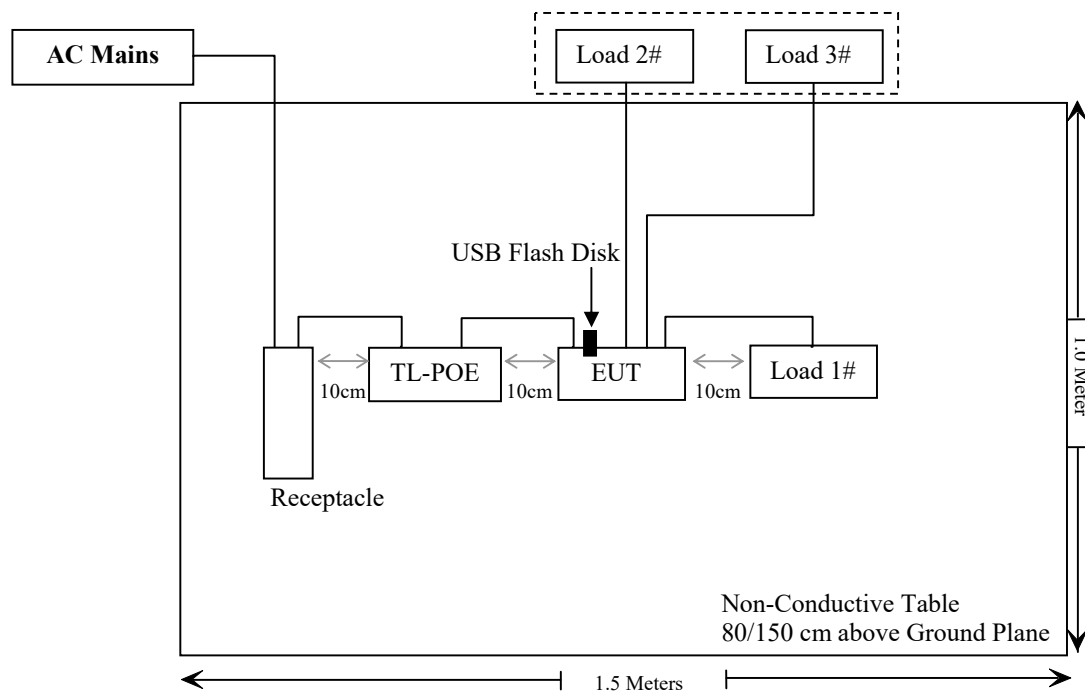 AC Mains
Load 2#
Load 3#
USB Flash Disk
TL-POE
EUT
Load 1#
10cm
10cm
10cm
Receptacle
1.0 Meter
Non-Conductive Table
80/150 cm above Ground Plane
1.5 Meters